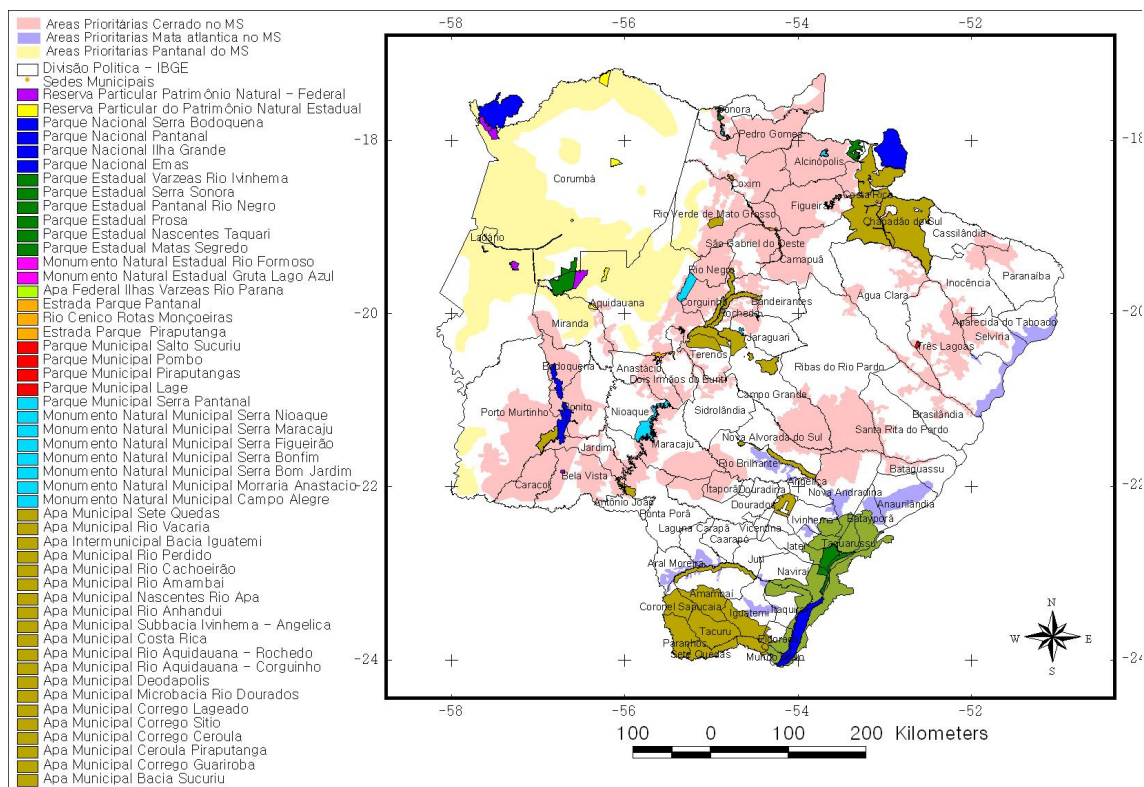 Areas Prioritárias Cerrado no MS
Areas Prioritárias Mata atlantica no MS
Areas Prioritarias Pantanal do MS
Divisão Politica - IBGE
Sedes Municipais
Reserva Particular Patrimônio Natural - Federal
Reserva Particular do Patrimônio Natural Estadual
Parque Nacional Serra Bodoquena
Parque Nacional Pantanal
Parque Nacional Ilha Grande
Parque Nacional Emas
Parque Estadual Varzeas Rio Ivinhema
Parque Estadual Serra Sonora
Parque Estadual Pantanal Rio Negro
Parque Estadual Prosa
Parque Estadual Nascentes Taquari
Parque Estadual Matas Segredo
Monumento Natural Estadual Rio Formoso
Monumento Natural Estadual Gruta Lago Azul
Apa Federal Ilhas Varzeas Rio Parana
Estrada Parque Pantanal
Rio Cenico Rotas Monçoeiras
Estrada Parque Piraputanga
Parque Municipal Salto Sucuriu
Parque Municipal Pombo
Parque Municipal Piraputangas
Parque Municipal Lage
Parque Municipal Serra Pantanal
Monumento Natural Municipal Serra Nioaque
Monumento Natural Municipal Serra Maracaju
Monumento Natural Municipal Serra Figueirão
Monumento Natural Municipal Serra Bonfim
Monumento Natural Municipal Serra Bom Jardim
Monumento Natural Municipal Morraria Anastacio
Monumento Natural Municipal Campo Alegre
Apa Municipal Sete Quedas
Apa Municipal Rio Vacaria
Apa Intermunicipal Bacia Iguatemi
Apa Municipal Rio Perdido
Apa Municipal Rio Cachoeirão
Apa Municipal Rio Amambai
Apa Municipal Nascentes Rio Apa
Apa Municipal Rio Anhandui
Apa Municipal Subbacia Ivinhema - Angelica
Apa Municipal Costa Rica
Apa Municipal Rio Aquidauana - Rochedo
Apa Municipal Rio Aquidauana - Corguinho
Apa Municipal Deodapolis
Apa Municipal Microbacia Rio Dourados
Apa Municipal Corrego Lageado
Apa Municipal Corrego Sitio
Apa Municipal Corrego Ceroula
Apa Municipal Ceroula Piraputanga
Apa Municipal Corrego Guariroba
Apa Municipal Bacia Sucuriu
-58 -56 -54 -52
-18
-20
-22
-24
-18
-20
-22
-24
-58 -56 -54 -52
Sonora
Pedro Gomes
Alcinópolis
Corumbá
Coxim
Costa Rica
Figueira
Rio Verde de Mato Grosso
Chapadão do Sul
Cassilândia
Ladário
São Gabriel do Oeste
Camapuã
Rio Negro
Paranaíba
Inocência
Água Clara
Aquidauana
Corguinho
Bandeirantes
Rochedo
Miranda
Aparecida do Taboado
Selviria
Jaraguari
Três Lagoas
Terenos
Bodoquena
Anastácio
Dois Irmãos do Buriti
Ribas do Rio Pardo
Campo Grande
Porto Murtinho
Bonito
Nioaque
Sidrolândia
Brasilândia
Santa Rita do Pardo
Maracaju
Nova Alvorada do Sul
Jardim
Rio Brilhante
Bataguassu
Bela Vista
Caracol
Angélica
Itaporã
Douradina
Nova Andradina
Antônio João
Dourados
Anaurilândia
Ponta Porã
Ivinhema
Batayporã
Laguna Carapã
Vicentina
Caarapó
Jateí
Taquarussu
Aral Moreira
Juti
Naviraí
Amambaí
Coronel Sapucaia
Iguatemi
Itaquiraí
Tacuru
Paranhos
Eldorado
Sete Quedas
Mundo Novo
N
W E
S
100 0 100 200 Kilometers